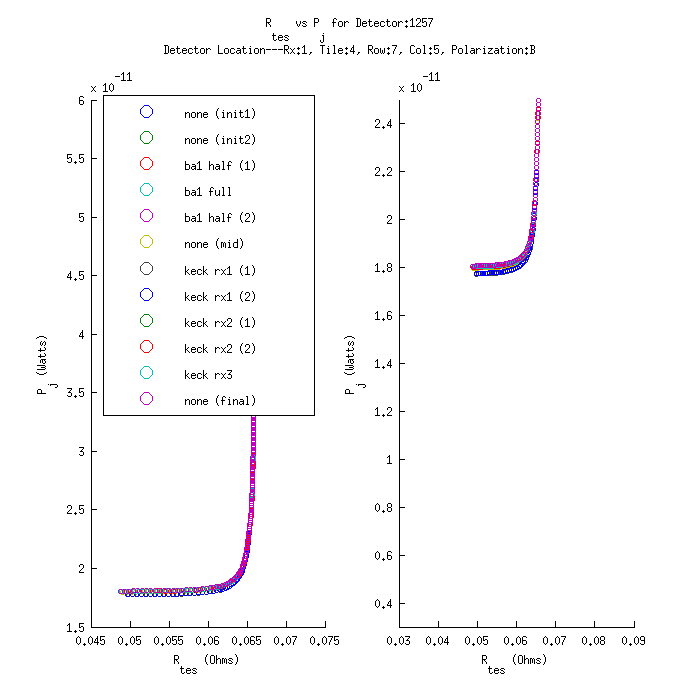 R_tes vs P_j for Detector:1257
Detector Location---Rx:1, Tile:4, Row:7, Col:5, Polarization:B
x 10^-11
6
5.5
5
4.5
4
3.5
3
2.5
2
1.5
0.045 0.05 0.055 0.06 0.065 0.07 0.075
P_j (Watts)
R_tes (Ohms)
none (init1)
none (init2)
ba1 half (1)
ba1 full
ba1 half (2)
none (mid)
keck rx1 (1)
keck rx1 (2)
keck rx2 (1)
keck rx2 (2)
keck rx3
none (final)
x 10^-11
2.4
2.2
2
1.8
1.6
1.4
1.2
1
0.8
0.6
0.4
0.03 0.04 0.05 0.06 0.07 0.08 0.09
P_j (Watts)
R_tes (Ohms)